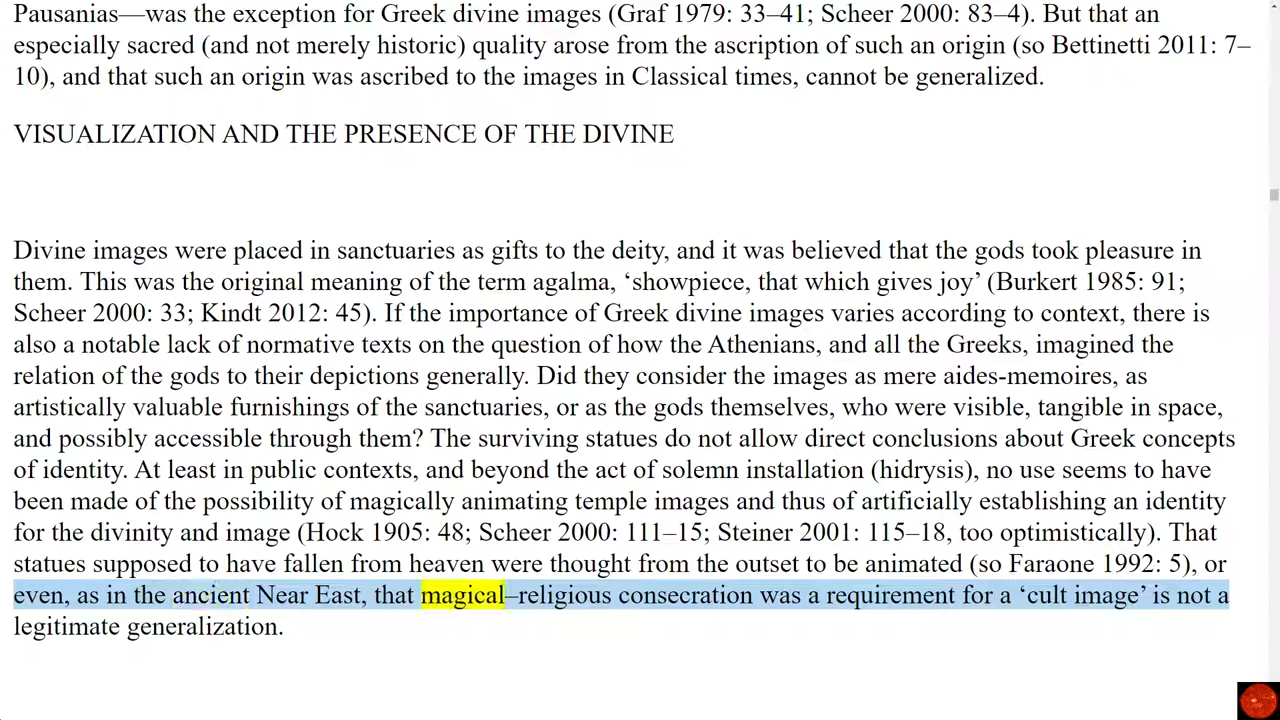 Pausanias—was the exception for Greek divine images (Graf 1979: 33–41; Scheer 2000: 83–4). But that an
especially sacred (and not merely historic) quality arose from the ascription of such an origin (so Bettinetti 2011: 7–
10), and that such an origin was ascribed to the images in Classical times, cannot be generalized.
VISUALIZATION AND THE PRESENCE OF THE DIVINE
Divine images were placed in sanctuaries as gifts to the deity, and it was believed that the gods took pleasure in
them. This was the original meaning of the term agalma, ‘showpiece, that which gives joy’ (Burkert 1985: 91;
Scheer 2000: 33; Kindt 2012: 45). If the importance of Greek divine images varies according to context, there is
also a notable lack of normative texts on the question of how the Athenians, and all the Greeks, imagined the
relation of the gods to their depictions generally. Did they consider the images as mere aides-memoires, as
artistically valuable furnishings of the sanctuaries, or as the gods themselves, who were visible, tangible in space,
and possibly accessible through them? The surviving statues do not allow direct conclusions about Greek concepts
of identity. At least in public contexts, and beyond the act of solemn installation (hidrysis), no use seems to have
been made of the possibility of magically animating temple images and thus of artificially establishing an identity
for the divinity and image (Hock 1905: 48; Scheer 2000: 111–15; Steiner 2001: 115–18, too optimistically). That
statues supposed to have fallen from heaven were thought from the outset to be animated (so Faraone 1992: 5), or
even, as in the ancient Near East, that magical–religious consecration was a requirement for a ‘cult image’ is not a
legitimate generalization.